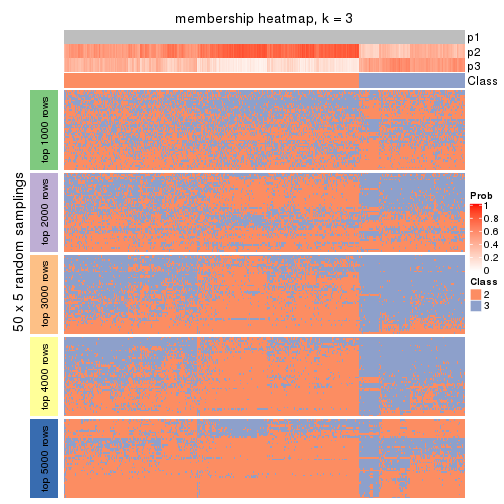 membership heatmap, k = 3
p1
p2
p3
Class
50 x 5 random samplings
top 1000 rows
top 2000 rows
top 3000 rows
top 4000 rows
top 5000 rows
Prob
1
0.8
0.6
0.4
0.2
0
Class
2
3